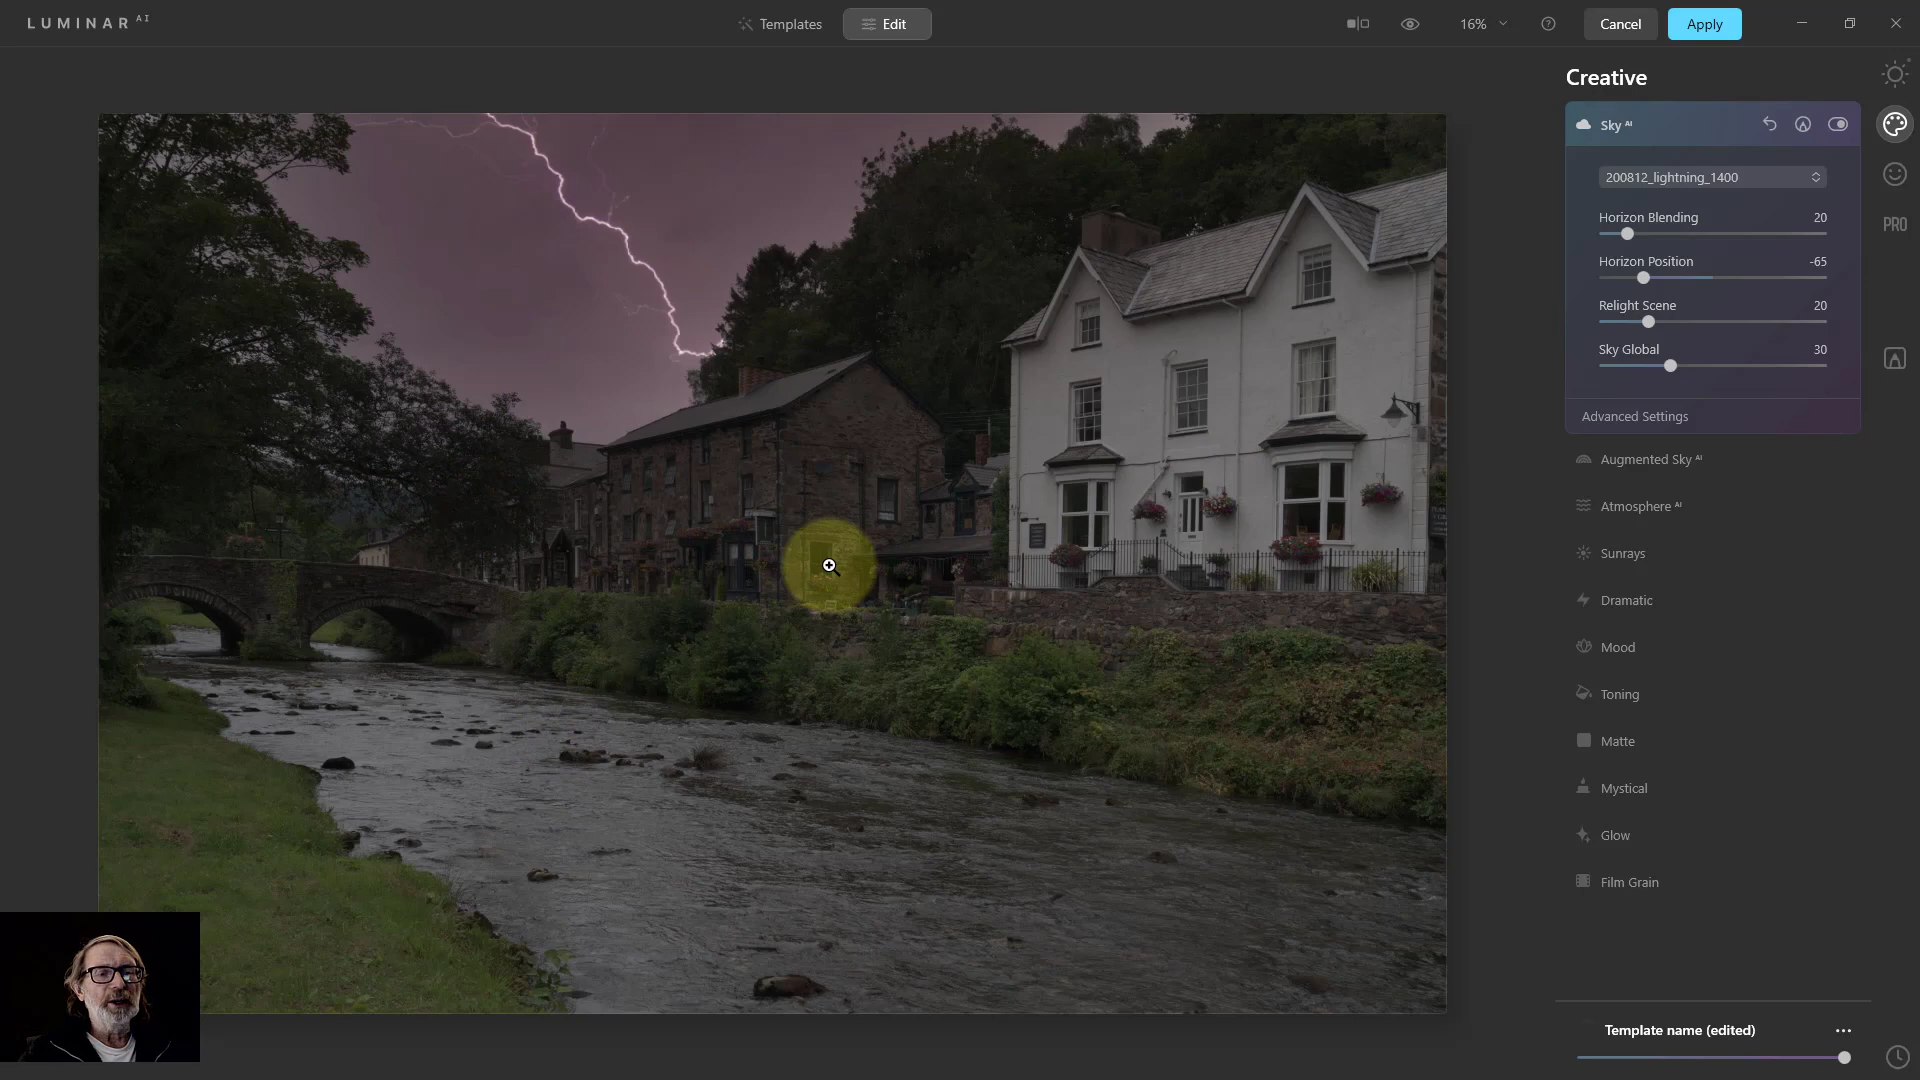 LUMINAR AI
Templates
Edit
16%
Cancel
Apply
Creative
Sky AI
200812_lightning_1400
Horizon Blending 20
Horizon Position -65
Relight Scene 20
Sky Global 30
Advanced Settings
Augmented Sky AI
Atmosphere AI
Sunrays
Dramatic
Mood
Toning
Matte
Mystical
Glow
Film Grain
PRO
Template name (edited)